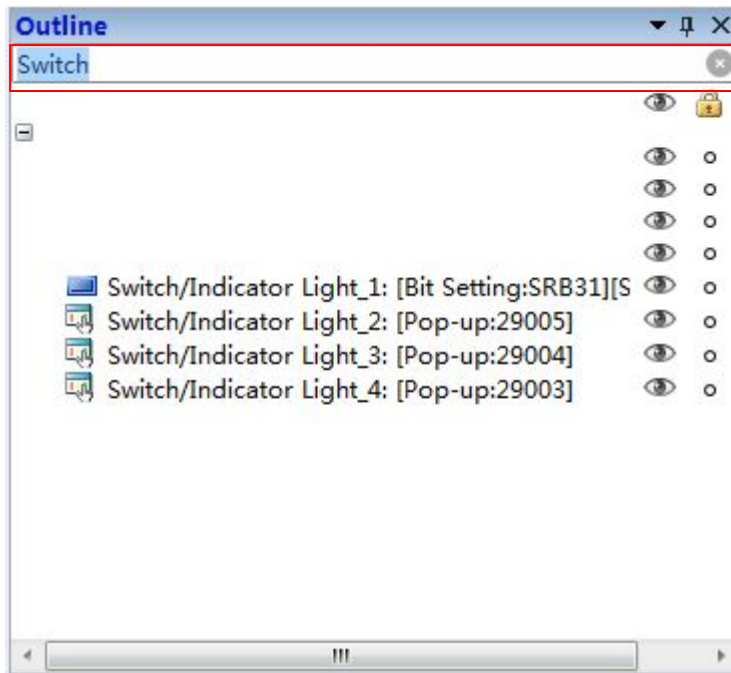 Outline
Switch
Switch/Indicator Light_1: [Bit Setting:SRB31][S
Switch/Indicator Light_2: [Pop-up:29005]
Switch/Indicator Light_3: [Pop-up:29004]
Switch/Indicator Light_4: [Pop-up:29003]